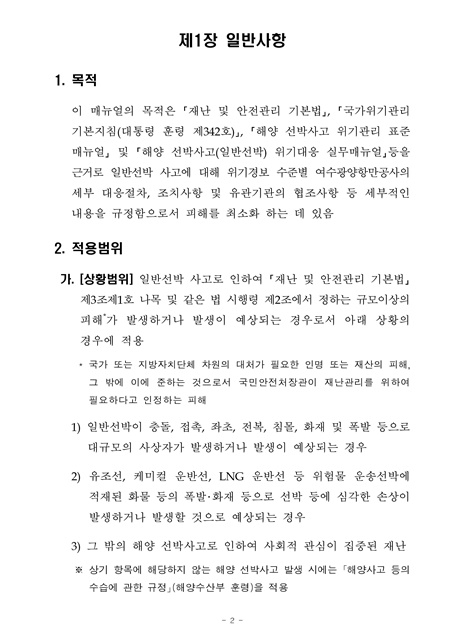 제1장 일반사항
1. 목적
이 매뉴얼의 목적은 「재난 및 안전관리 기본법」, 「국가위기관리
기본지침(대통령 훈령 제342호)」, 「해양 선박사고 위기관리 표준
매뉴얼」 및 「해양 선박사고(일반선박) 위기대응 실무매뉴얼」등을
근거로 일반선박 사고에 대해 위기경보 수준별 여수광양항만공사의
세부 대응절차, 조치사항 및 유관기관의 협조사항 등 세부적인
내용을 규정함으로서 피해를 최소화 하는 데 있음
2. 적용범위
가. [상황범위] 일반선박 사고로 인하여 「재난 및 안전관리 기본법」
제3조제1호 나목 및 같은 법 시행령 제2조에서 정하는 규모이상의
피해*가 발생하거나 발생이 예상되는 경우로서 아래 상황의
경우에 적용
* 국가 또는 지방자치단체 차원의 대처가 필요한 인명 또는 재산의 피해,
그 밖에 이에 준하는 것으로서 국민안전처장관이 재난관리를 위하여
필요하다고 인정하는 피해
1) 일반선박이 충돌, 접촉, 좌초, 전복, 침몰, 화재 및 폭발 등으로
대규모의 사상자가 발생하거나 발생이 예상되는 경우
2) 유조선, 케미컬 운반선, LNG 운반선 등 위험물 운송선박에
적재된 화물 등의 폭발·화재 등으로 선박 등에 심각한 손상이
발생하거나 발생할 것으로 예상되는 경우
3) 그 밖의 해양 선박사고로 인하여 사회적 관심이 집중된 재난
※ 상기 항목에 해당하지 않는 해양 선박사고 발생 시에는 「해양사고 등의
수습에 관한 규정」(해양수산부 훈령)을 적용
- 2 -